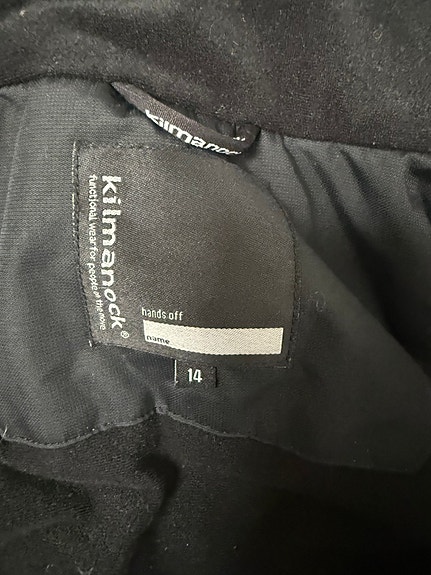 kilmanock
kilmanock®
functional wear for people on the move
hands off
name
14